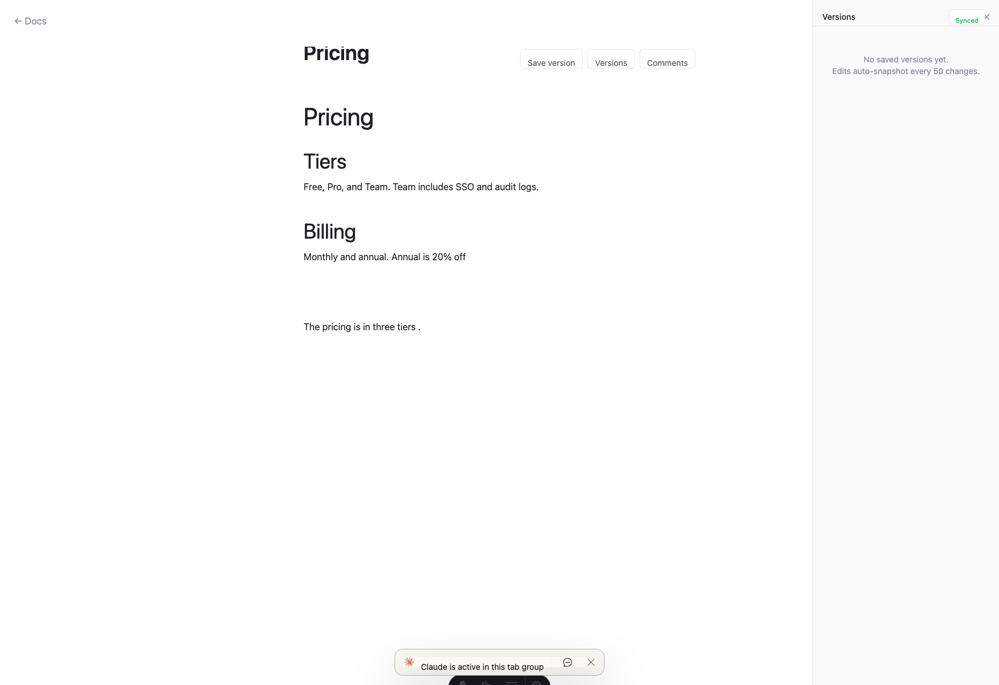 ← Docs
Pricing
Save version
Versions
Comments
Pricing
Tiers
Free, Pro, and Team. Team includes SSO and audit logs.
Billing
Monthly and annual. Annual is 20% off
The pricing is in three tiers .
Versions
Synced
No saved versions yet.
Edits auto-snapshot every 50 changes.
Claude is active in this tab group